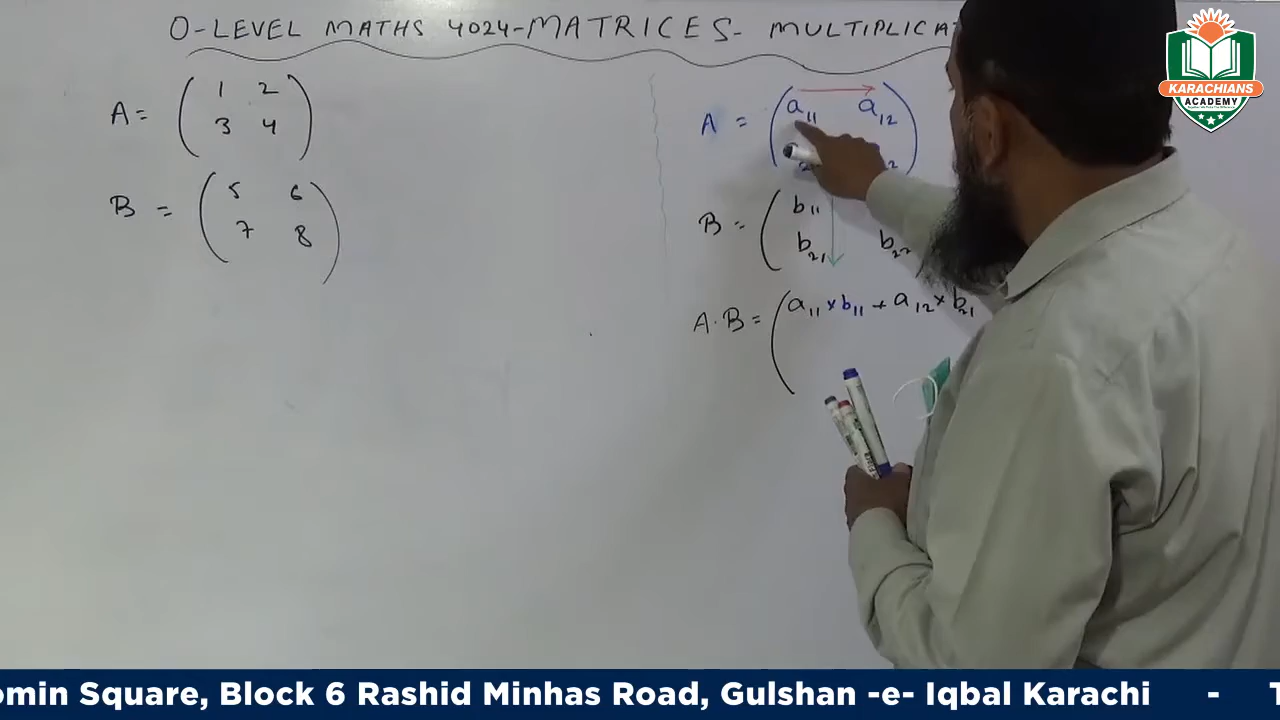 O-LEVEL MATHS 4024-MATRICES- MULTIPLICA
A = ( 1 2
3 4 )
B = ( 5 6
7 8 )
A = ( a11 a12
B = ( b11
b21 b22
A.B = ( a11 × b11 + a12 × b21
KARACHIANS
ACADEMY
omin Square, Block 6 Rashid Minhas Road, Gulshan -e- Iqbal Karachi - T